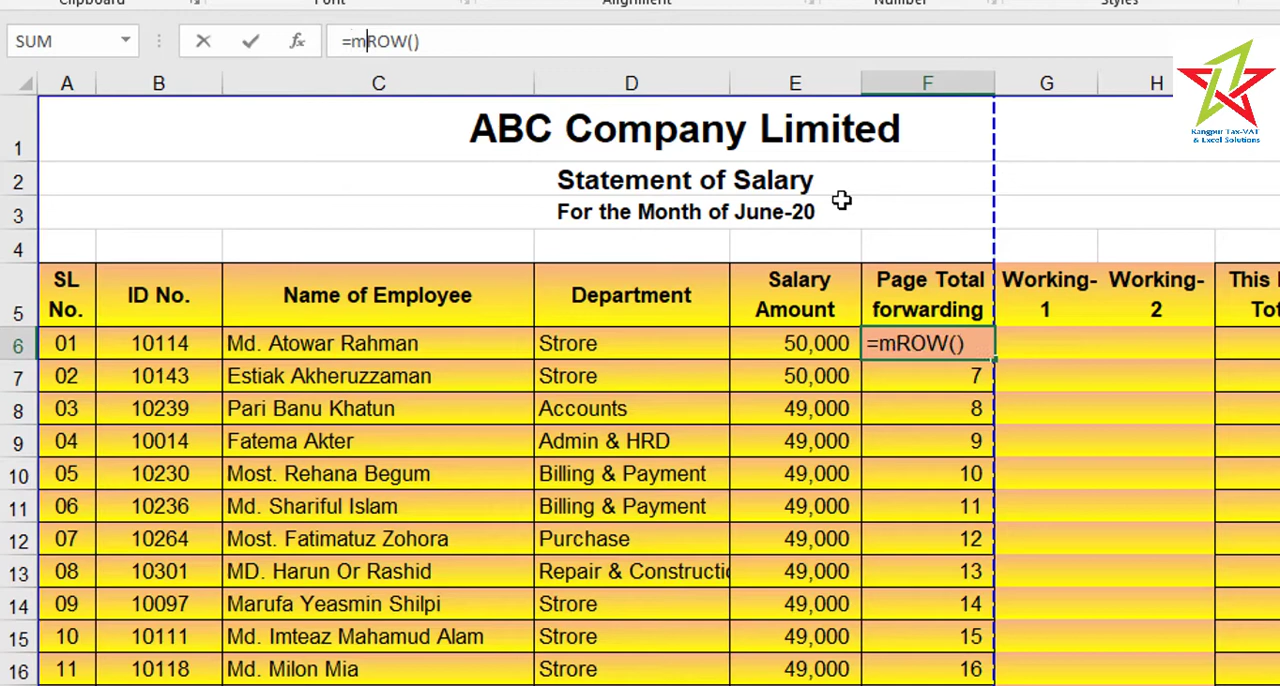 Clipboard Font Alignment Number Styles
SUM =mROW()
A B C D E F G H
Rangpur Tax-VAT
& Excel Solutions
1 ABC Company Limited
2 Statement of Salary
3 For the Month of June-20
4
SL Salary Page Total Working- Working- This
5 No. ID No. Name of Employee Department Amount forwarding 1 2
6 01 10114 Md. Atowar Rahman Strore 50,000 =mROW()
7 02 10143 Estiak Akheruzzaman Strore 50,000 7
8 03 10239 Pari Banu Khatun Accounts 49,000 8
9 04 10014 Fatema Akter Admin & HRD 49,000 9
10 05 10230 Most. Rehana Begum Billing & Payment 49,000 10
11 06 10236 Md. Shariful Islam Billing & Payment 49,000 11
12 07 10264 Most. Fatimatuz Zohora Purchase 49,000 12
13 08 10301 MD. Harun Or Rashid Repair & Constructi 49,000 13
14 09 10097 Marufa Yeasmin Shilpi Strore 49,000 14
15 10 10111 Md. Imteaz Mahamud Alam Strore 49,000 15
16 11 10118 Md. Milon Mia Strore 49,000 16